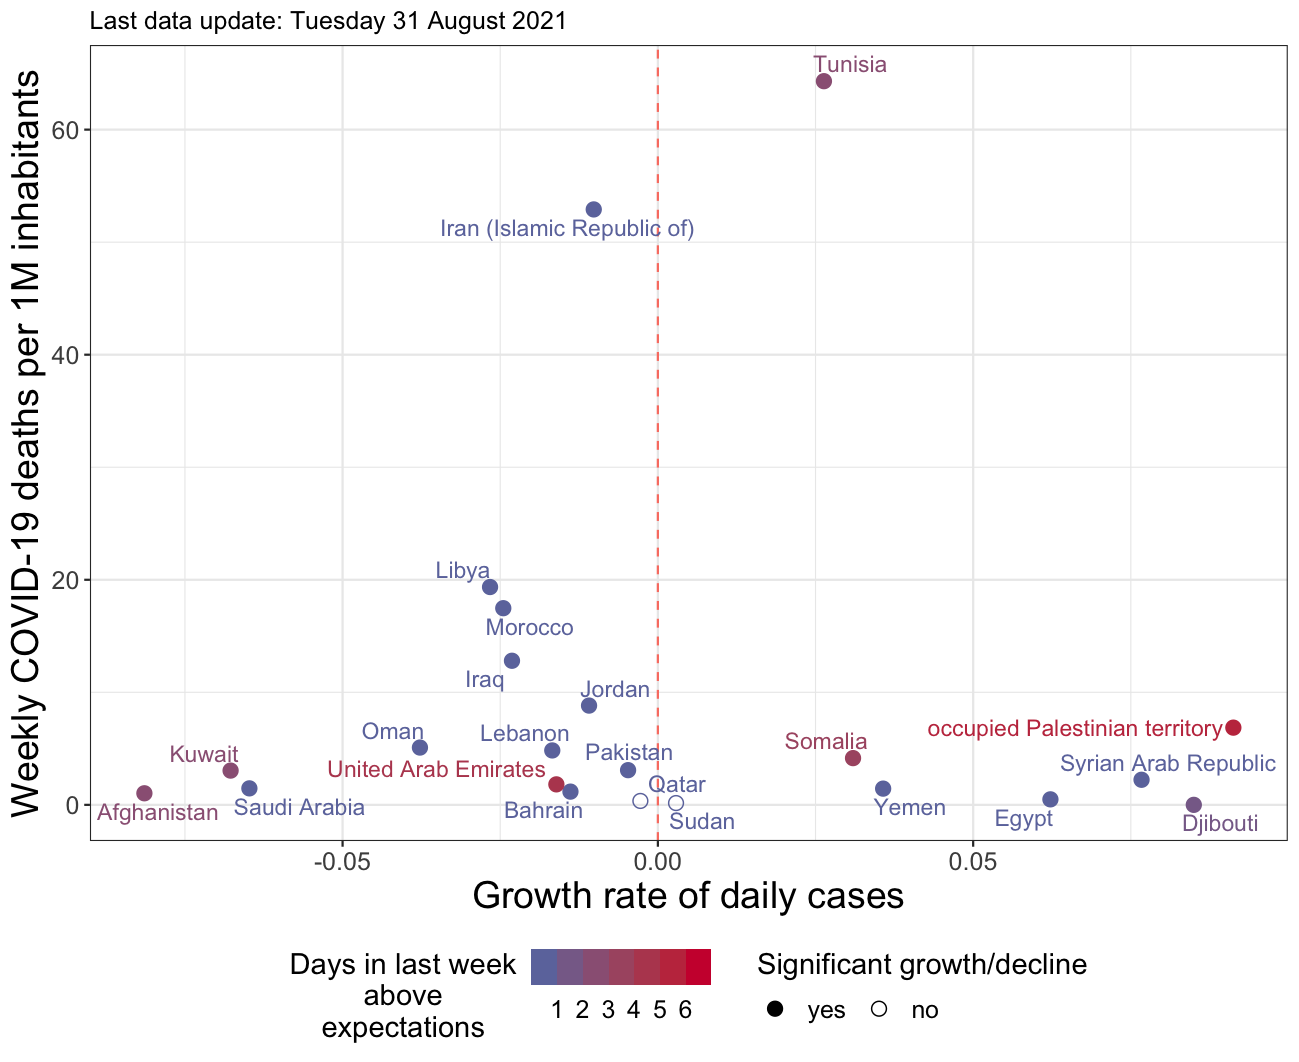 Last data update: Tuesday 31 August 2021
Weekly COVID-19 deaths per 1M inhabitants
60
40
20
0
Tunisia
Iran (Islamic Republic of)
Libya
Morocco
Iraq
Jordan
Oman
Lebanon
occupied Palestinian territory
Somalia
Kuwait
Pakistan
Syrian Arab Republic
United Arab Emirates
Qatar
Afghanistan
Saudi Arabia
Bahrain
Sudan
Yemen
Egypt
Djibouti
-0.05
0.00
0.05
Growth rate of daily cases
Days in last week
above
expectations
1 2 3 4 5 6
Significant growth/decline
yes no